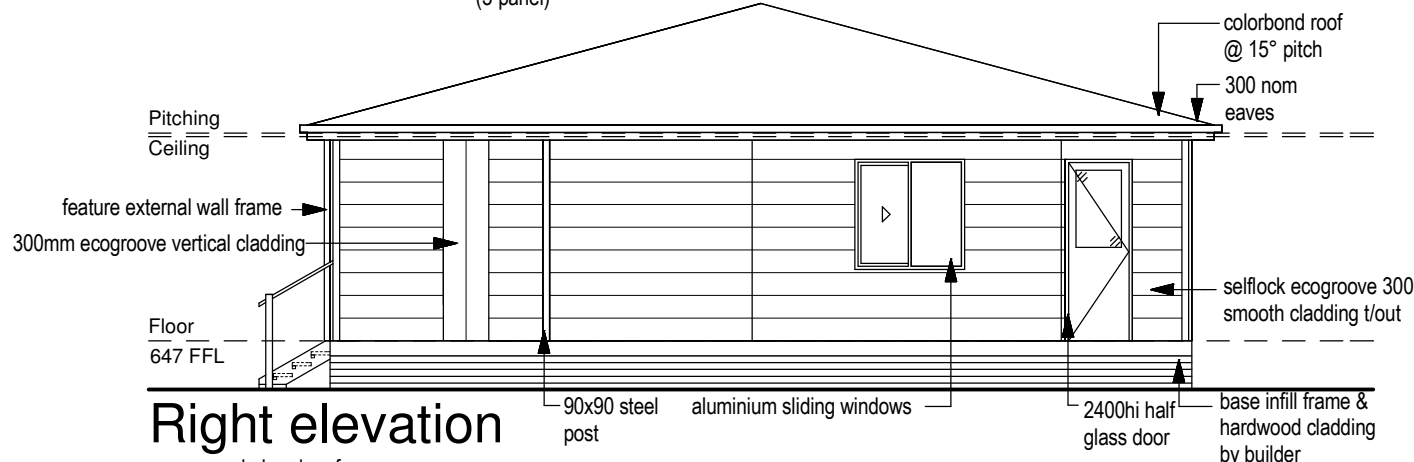 (3 panel)
colorbond roof
@ 15° pitch
300 nom
eaves
Pitching
Ceiling
feature external wall frame
300mm ecogroove vertical cladding
selflock ecogroove 300
smooth cladding t/out
Floor
647 FFL
Right elevation
90x90 steel
post
aluminium sliding windows
2400hi half
glass door
base infill frame &
hardwood cladding
by builder